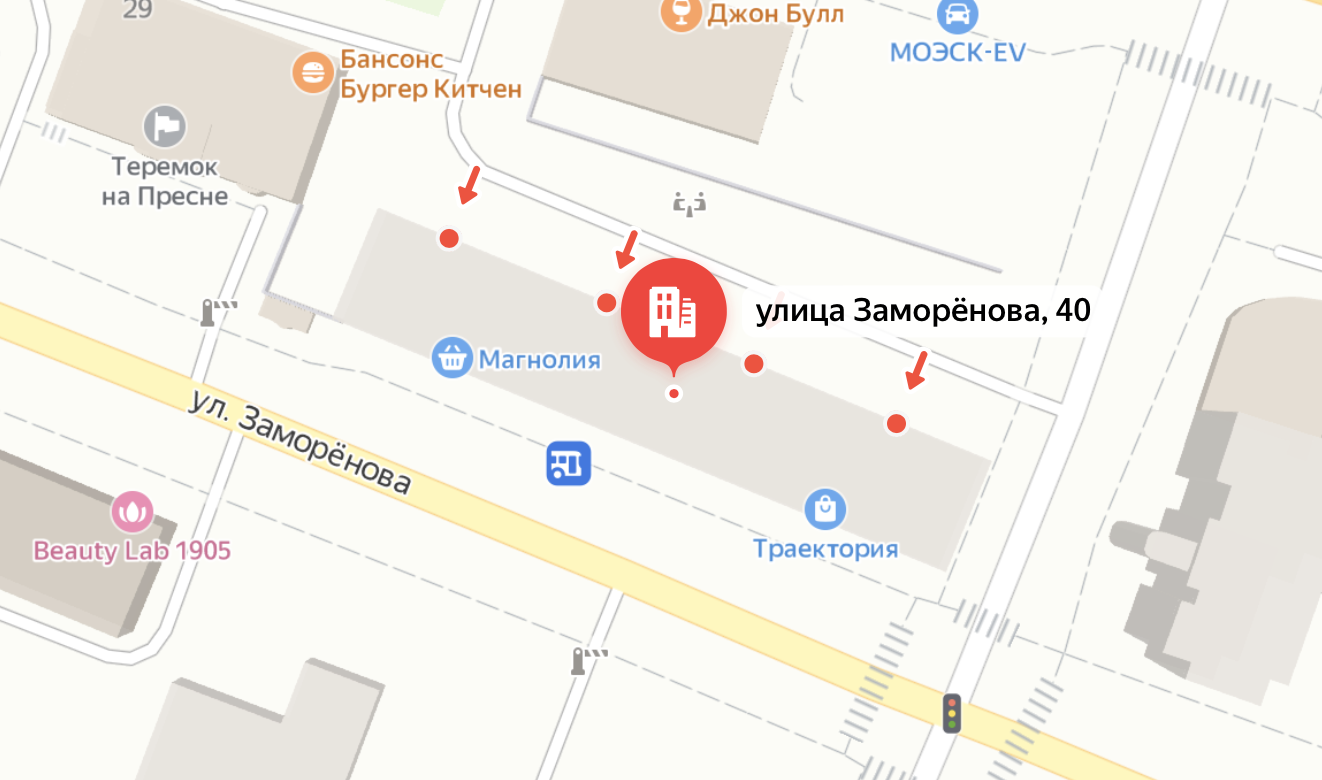 29
Джон Булл
МОЭСК-EV
Бансонс
Бургер Китчен
Теремок
на Пресне
улица Заморёнова, 40
Магнолия
ул. Заморёнова
Траектория
Beauty Lab 1905